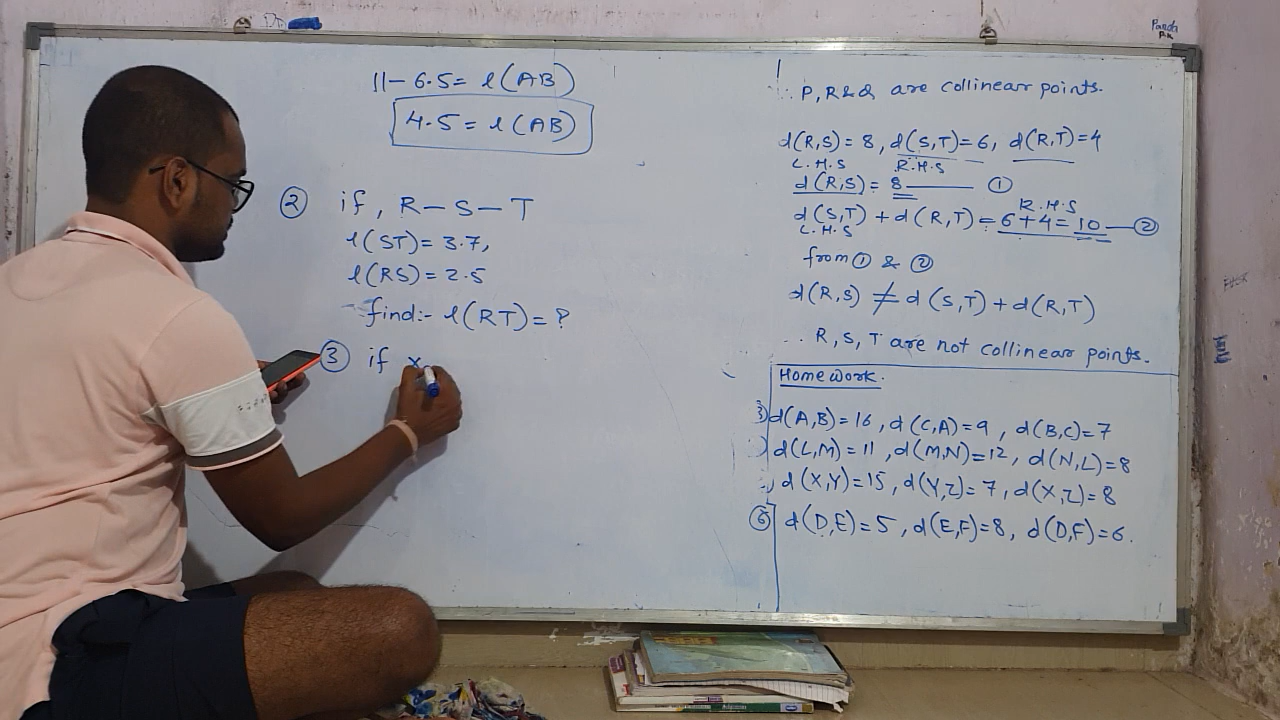 11 - 6.5 = l(AB)
4.5 = l(AB)
② if, R-S-T
l(ST) = 3.7,
l(RS) = 2.5
find:- l(RT) = ?
③ if x
P, R & Q are collinear points.
d(R,S) = 8, d(S,T) = 6, d(R,T) = 4
L.H.S R.H.S
d(R,S) = 8 ①
R.H.S
d(S,T) + d(R,T) = 6 + 4 = 10 ②
L.H.S
from ① & ②
d(R,S) ≠ d(S,T) + d(R,T)
∴ R, S, T are not collinear points.
Home work.
3) d(A,B) = 16, d(C,A) = 9, d(B,C) = 7
) d(L,M) = 11, d(M,N) = 12, d(N,L) = 8
d(X,Y) = 15, d(Y,Z) = 7, d(X,Z) = 8
⑥ d(D,E) = 5, d(E,F) = 8, d(D,F) = 6.